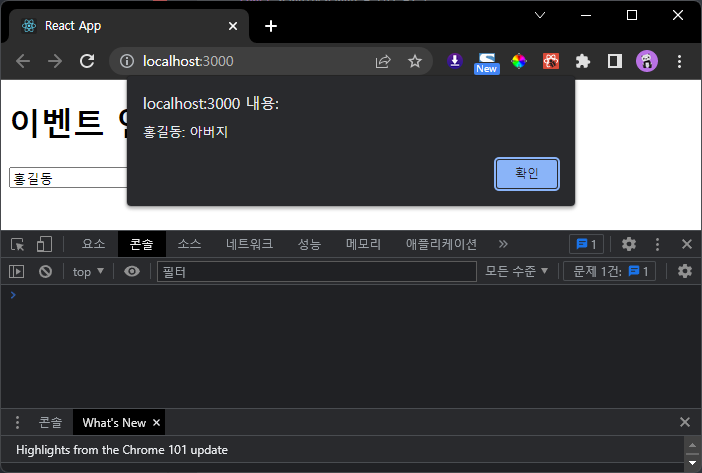 React App
localhost:3000
New
localhost:3000 내용:
홍길동: 아버지
확인
이벤트
홍길동
요소 콘솔 소스 네트워크 성능 메모리 애플리케이션 » 1
top ▼ 필터 모든 수준 ▼ 문제 1건: 1
>
콘솔 What's New ×
Highlights from the Chrome 101 update